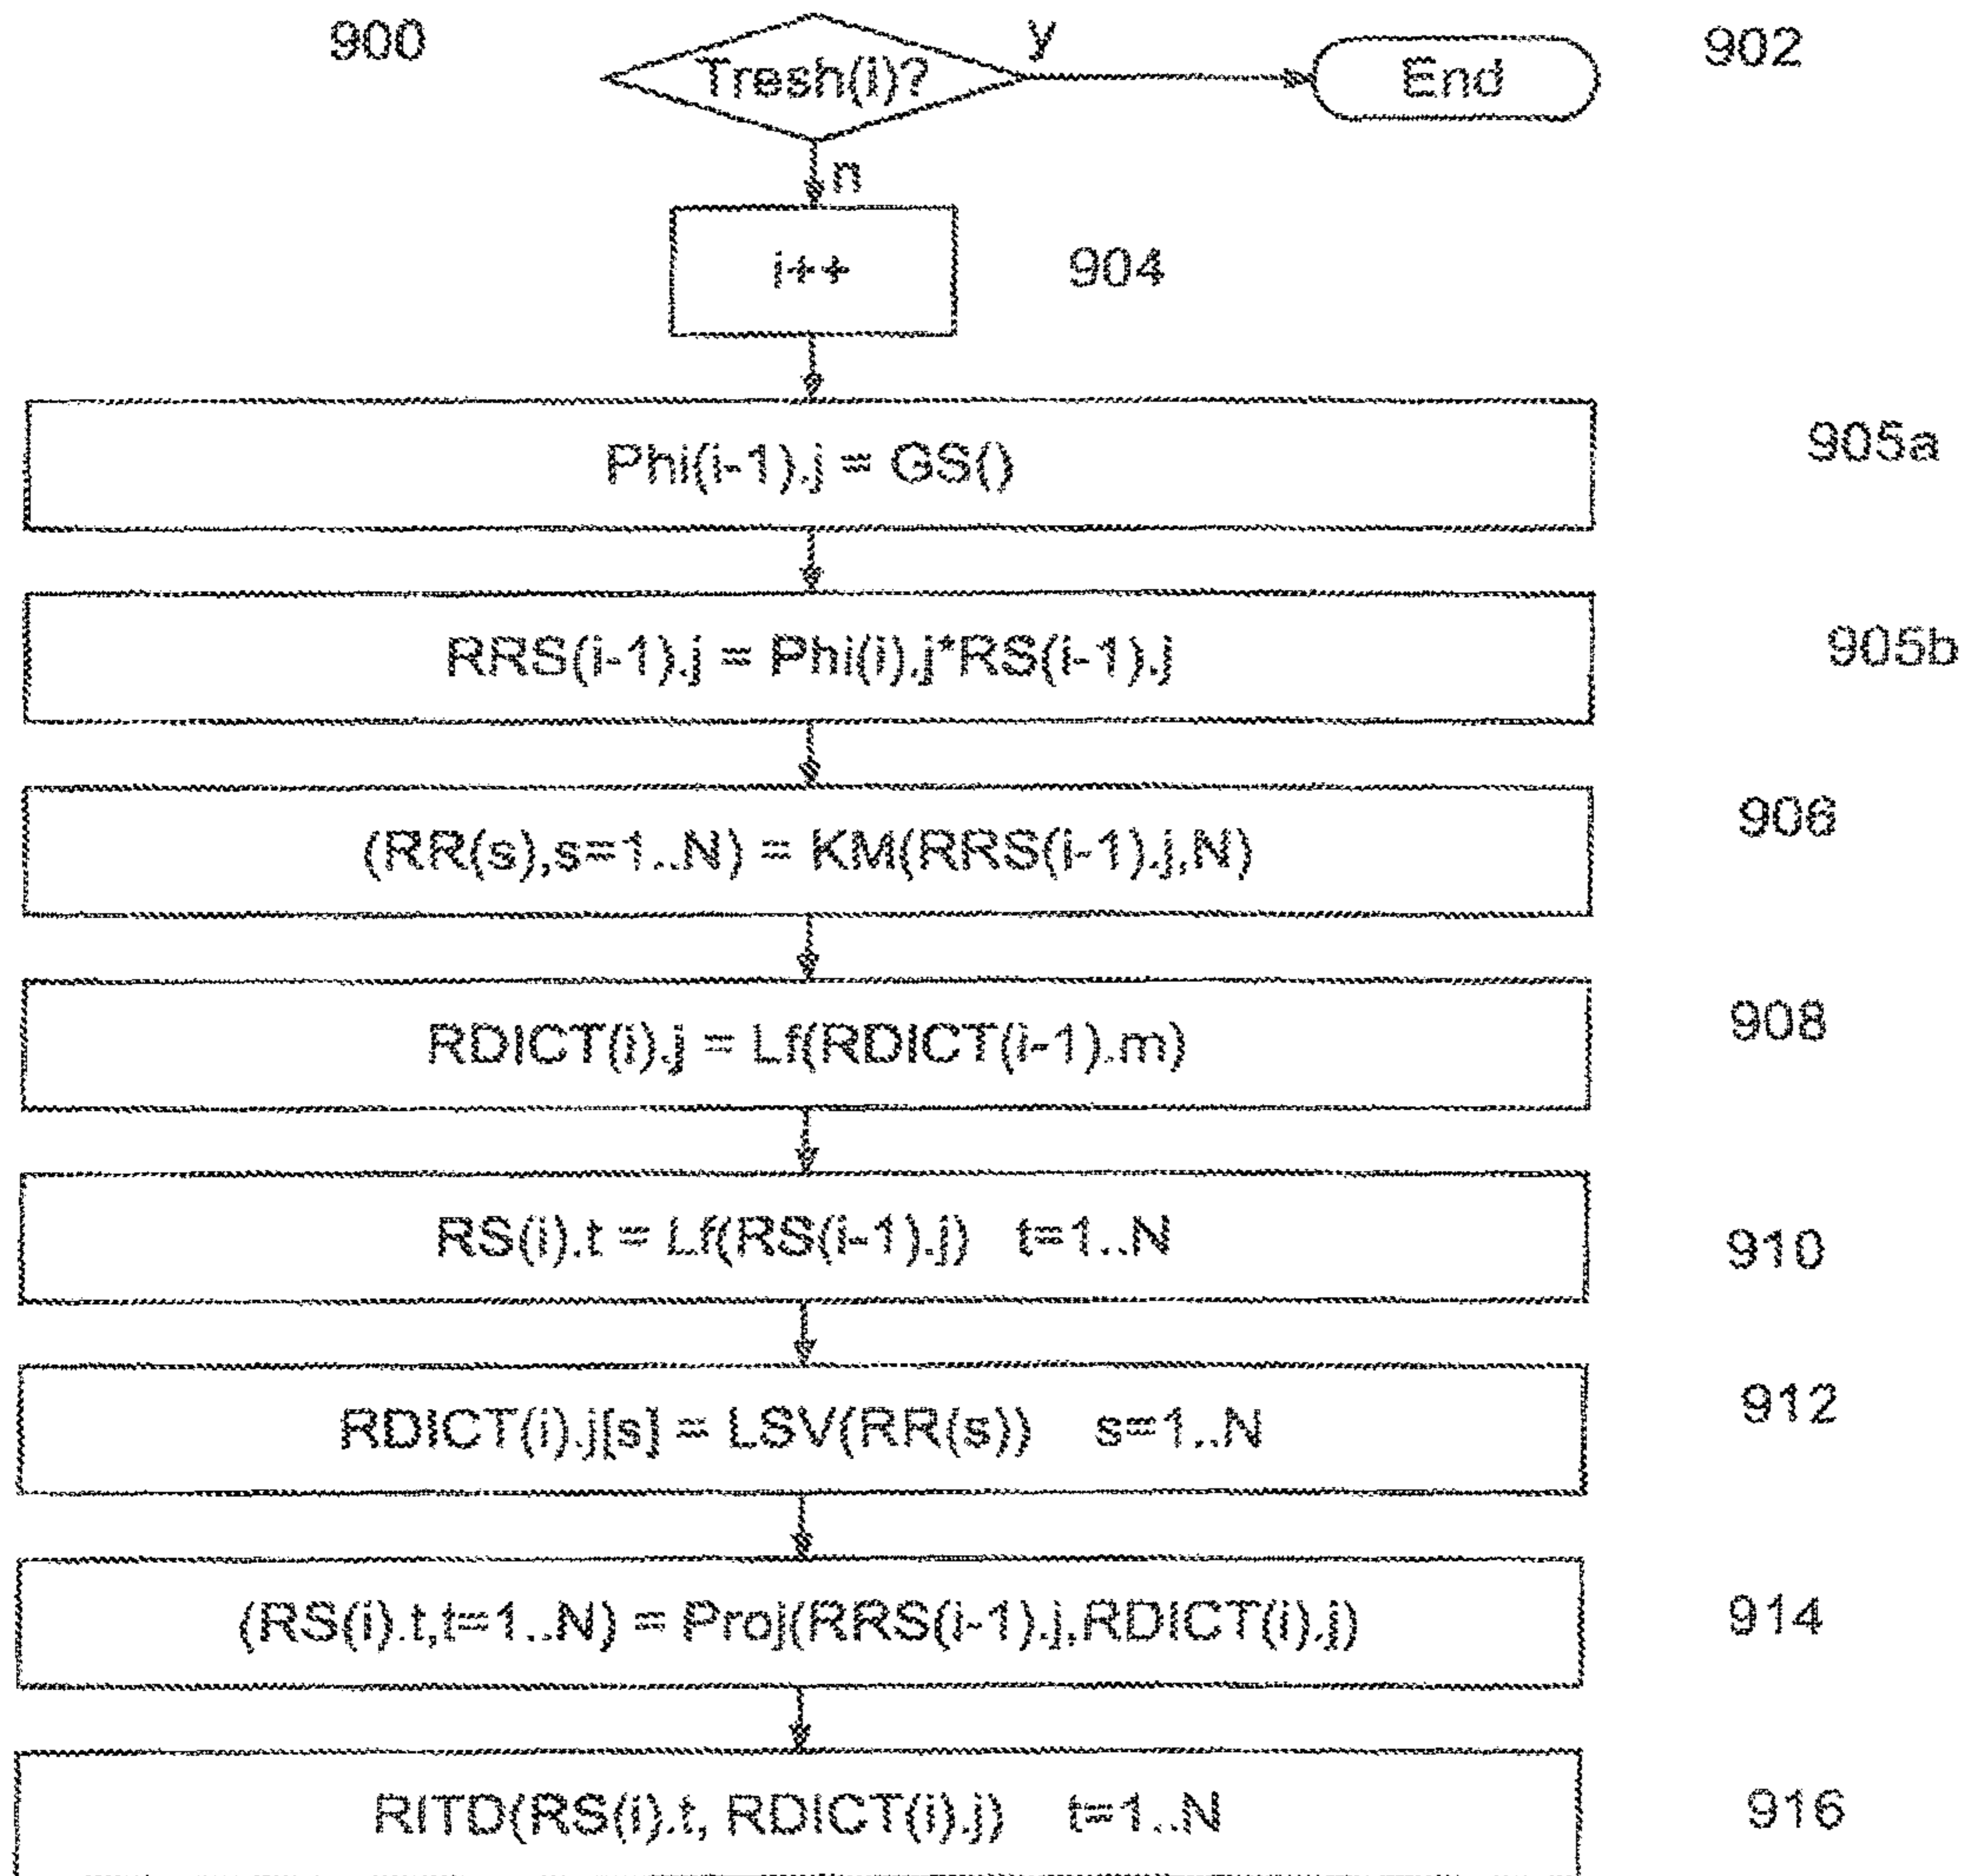 900
Tresh(i)?
y
End
902
n
i++
904
Phi(i-1).j = GS()
905a
RRS(i-1).j = Phi(i).j*RS(i-1).j
905b
(RR(s),s=1..N) = KM(RRS(i-1).j,N)
906
RDICT(i).j = Lf(RDICT(i-1).m)
908
RS(i).t = Lf(RS(i-1).j) t=1..N
910
RDICT(i).j[s] = LSV(RR(s)) s=1..N
912
(RS(i).t,t=1..N) = Proj(RRS(i-1).j,RDICT(i).j)
914
RITD(RS(i).t, RDICT(i).j) t=1..N
916